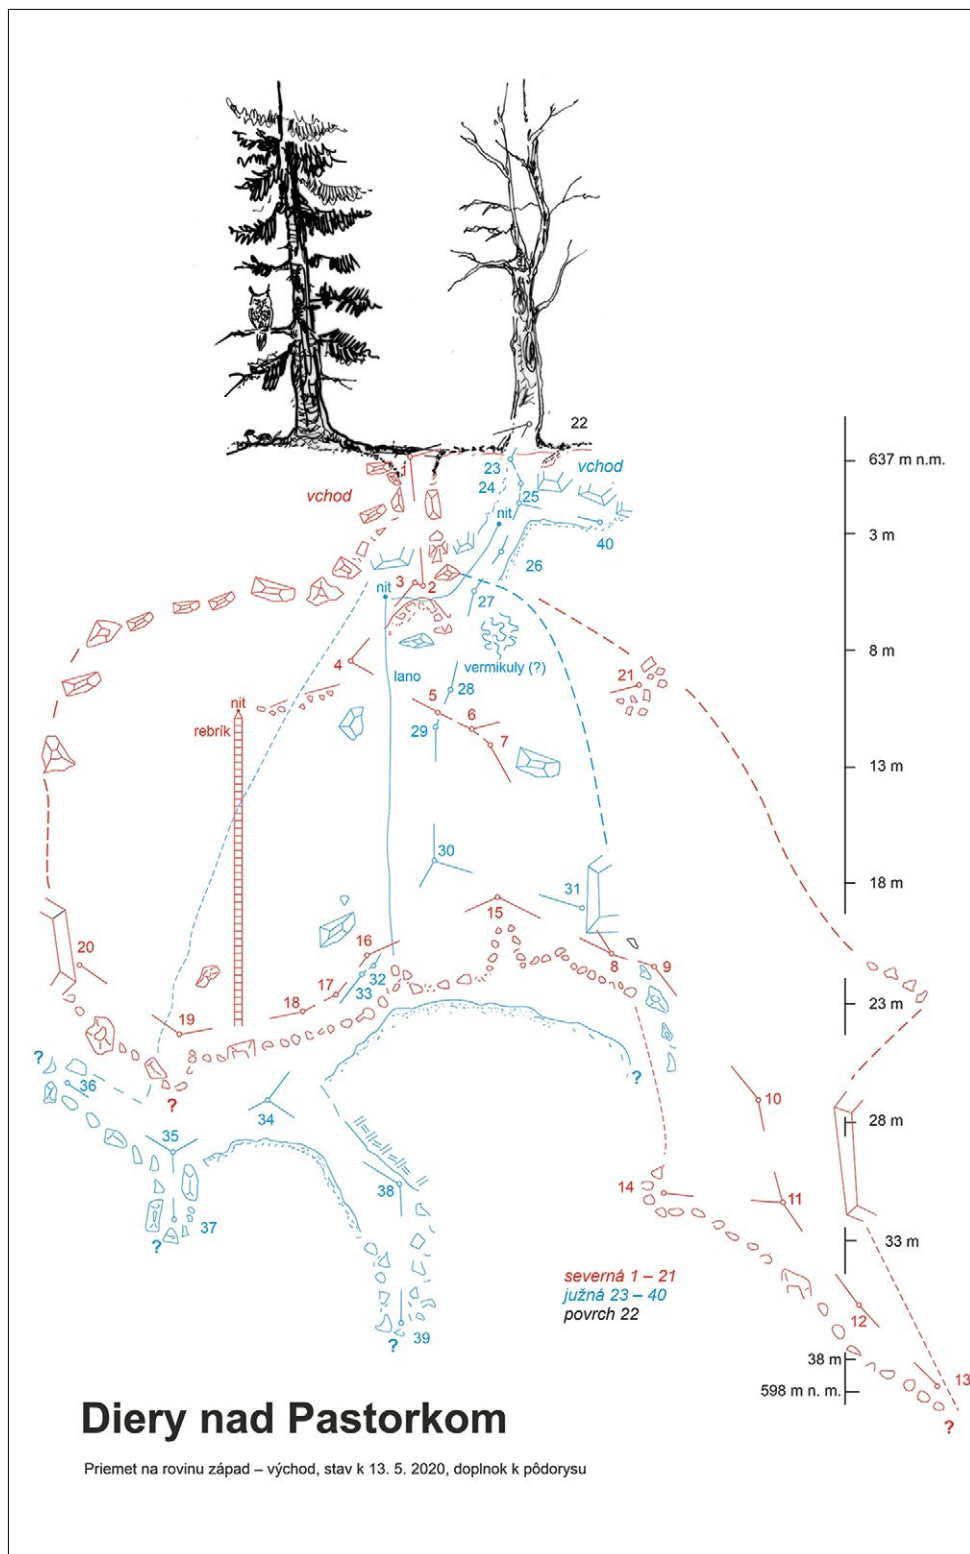 22
637 m n.m.
1
23
vchod
24
vchod
25
nit
40
3 m
26
nit
3
2
27
8 m
4
lano
vermikuly (?)
21
28
nit
5
rebrík
29
6
7
13 m
30
18 m
31
15
16
20
8
9
32
17
33
23 m
18
19
?
?
36
?
10
28 m
34
35
14
38
11
37
?
33 m
severná 1 – 21
južná 23 – 40
povrch 22
12
39
?
38 m
13
598 m n. m.
?
Diery nad Pastorkom
Priemet na rovinu západ – východ, stav k 13. 5. 2020, doplnok k pôdorysu